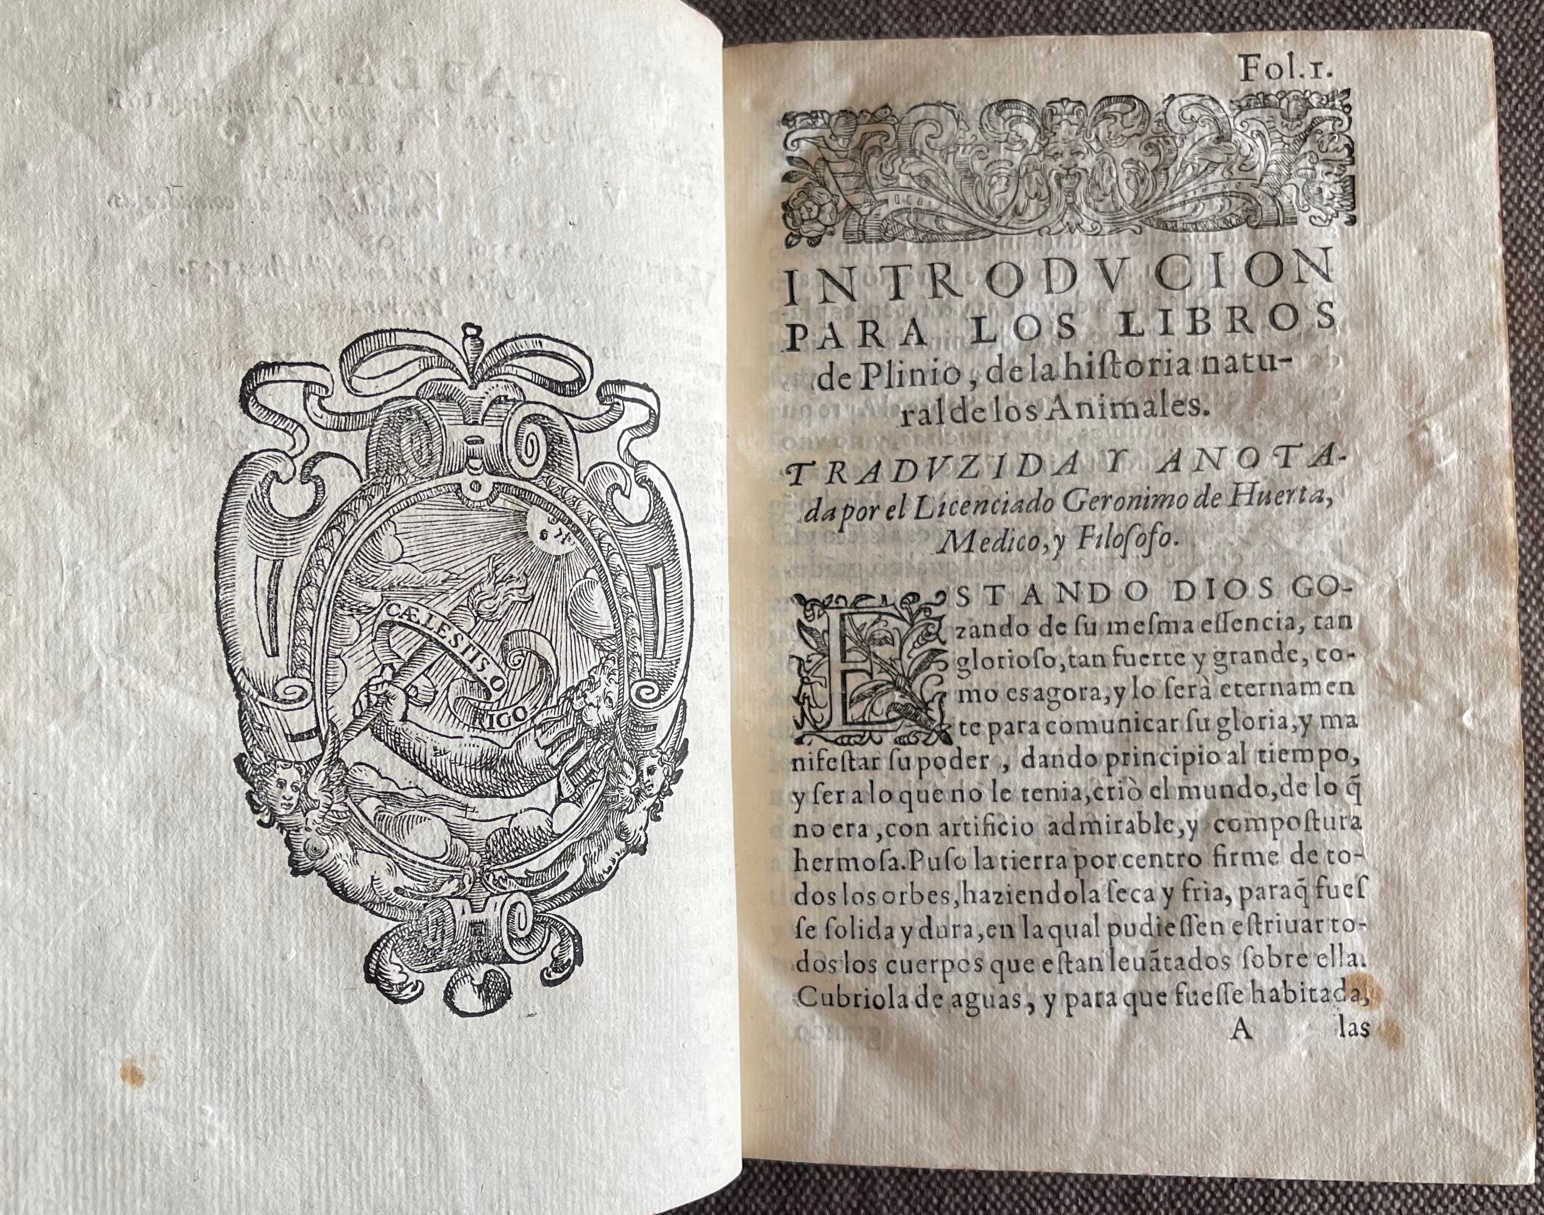 CÆLESTIS O
RIGO.
Fol.1.
INTRODVCION
PARA LOS LIBROS
de Plinio, de la hiſtoria natu-
ral de los Animales.
TRADVZIDA Y ANOTA-
da por el Licenciado Geronimo de Huerta,
Medico, y Filoſofo.
ESTANDO DIOS GO-
zando de ſu meſma eſſencia, tan
glorioſo, tan fuerte y grande, co-
mo es agora, y lo ſerà eternamen
te para comunicar ſu gloria, y ma
nifeſtar ſu poder, dando principio al tiempo,
y ſer a lo que no le tenia, criò el mundo, de lo q̃
no era, con artificio admirable, y compoſtura
hermoſa. Puſo la tierra por centro firme de to-
dos los orbes, haziendola ſeca y fria, paraq̃ fueſ
ſe ſolida y dura, en la qual pudieſſen eſtriuar to-
dos los cuerpos que eſtan leuãtados ſobre ella.
Cubriola de aguas, y para que fueſſe habitada,
A las